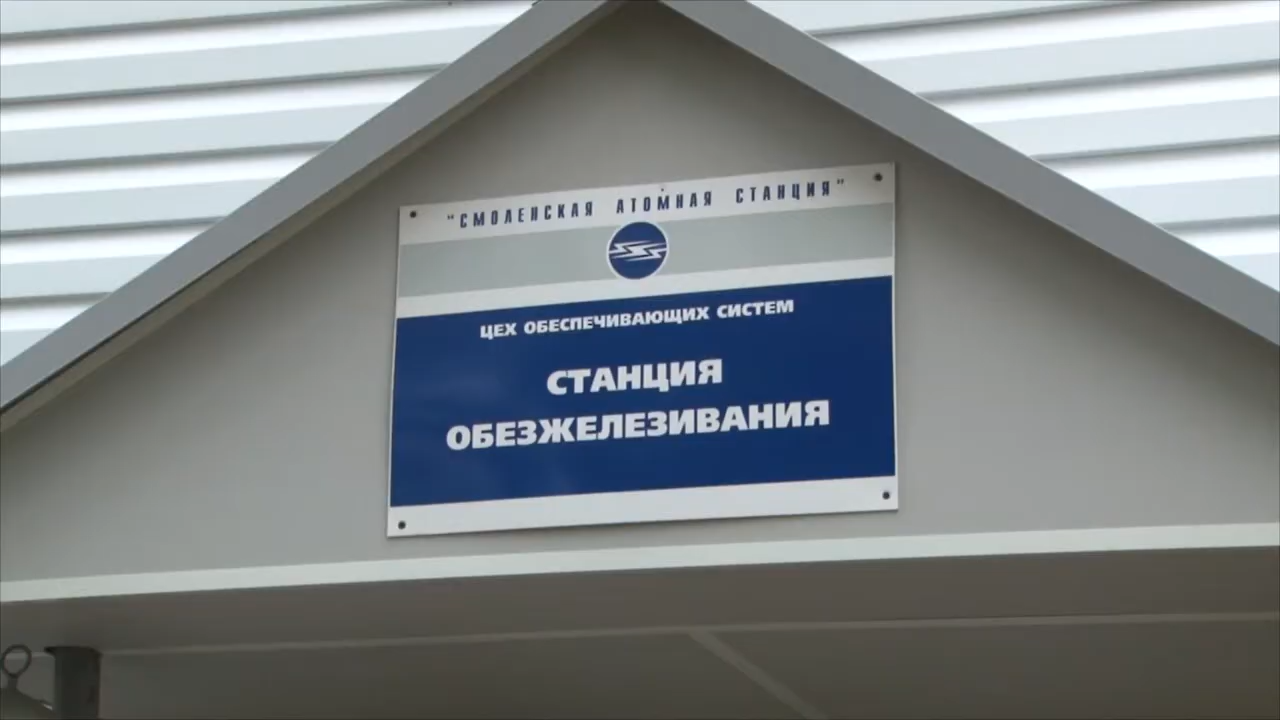 "СМОЛЕНСКАЯ АТОМНАЯ СТАНЦИЯ"
ЦЕХ ОБЕСПЕЧИВАЮЩИХ СИСТЕМ
СТАНЦИЯ
ОБЕЗЖЕЛЕЗИВАНИЯ